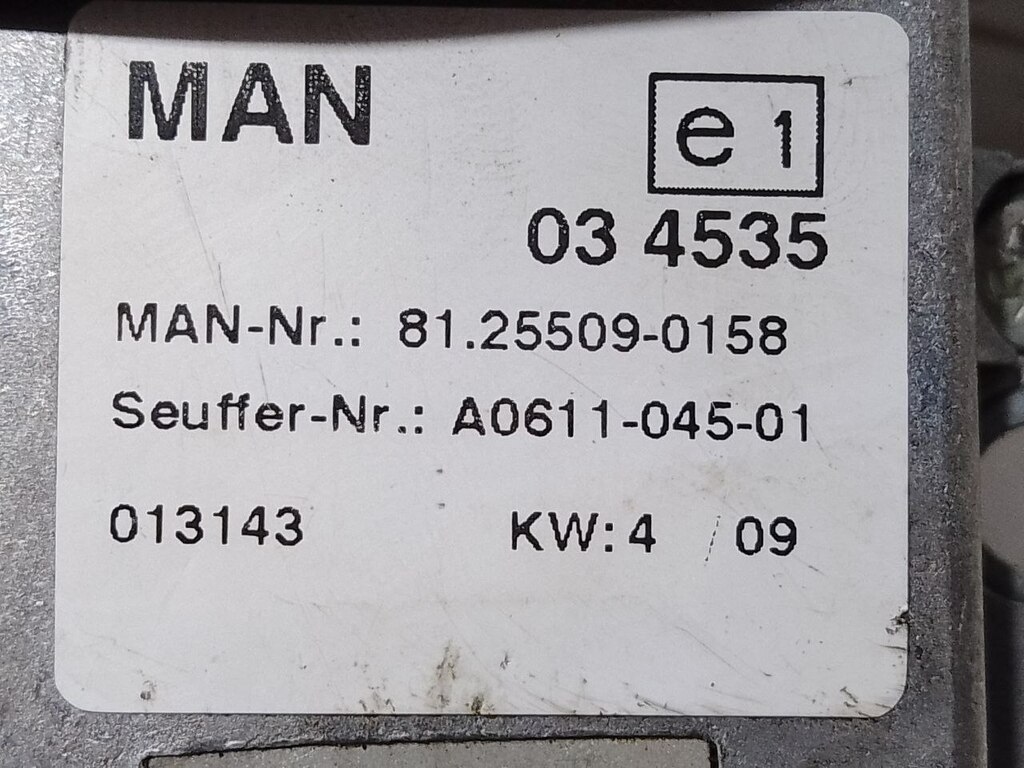 MAN
e 1
03 4535
MAN-Nr.: 81.25509-0158
Seuffer-Nr.: A0611-045-01
013143 KW: 4 / 09